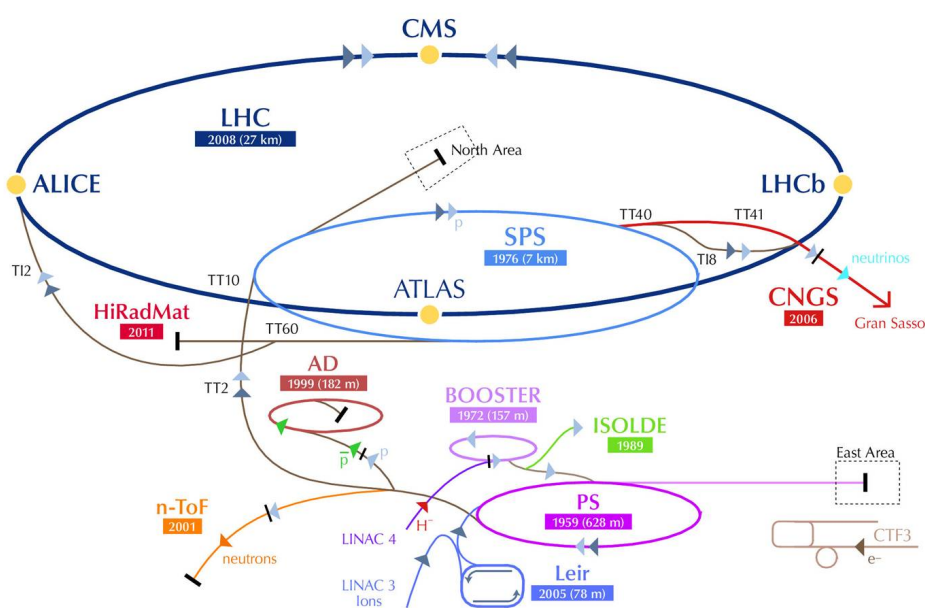 CMS
LHC
2008 (27 km)
North Area
ALICE
LHCb
TT40
TT41
p
SPS
1976 (7 km)
TI2
TT10
TI8
neutrinos
ATLAS
CNGS
2006
Gran Sasso
HiRadMat
2011
TT60
AD
1999 (182 m)
TT2
BOOSTER
1972 (157 m)
ISOLDE
1989
p̅
p
East Area
n-ToF
2001
PS
1959 (628 m)
H⁻
LINAC 4
neutrons
CTF3
e–
LINAC 3
Ions
Leir
2005 (78 m)